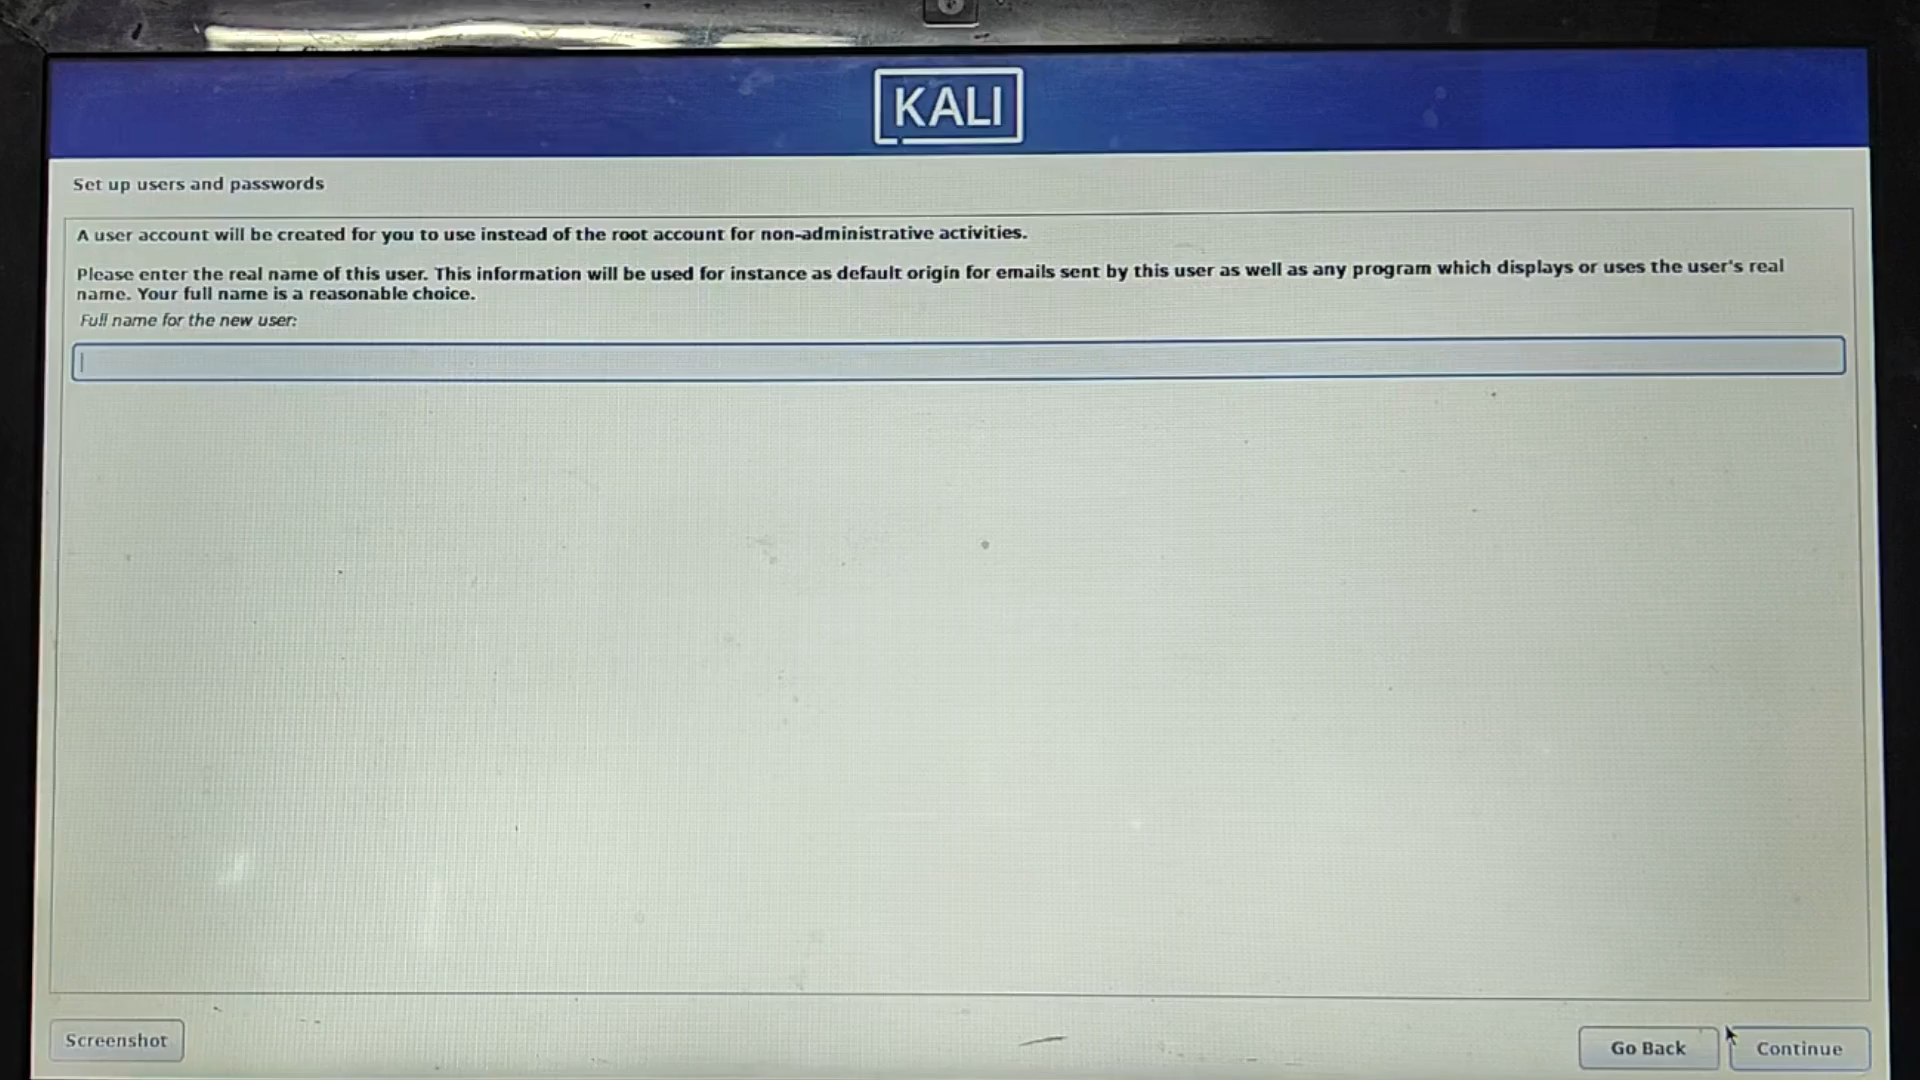 KALI
Set up users and passwords
A user account will be created for you to use instead of the root account for non-administrative activities.
Please enter the real name of this user. This information will be used for instance as default origin for emails sent by this user as well as any program which displays or uses the user's real
name. Your full name is a reasonable choice.
Full name for the new user:
Screenshot
Go Back
Continue